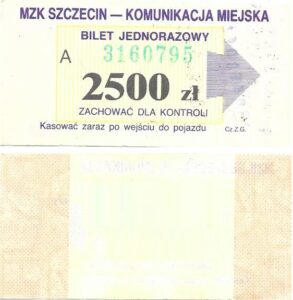 MZK SZCZECIN — KOMUNIKACJA MIEJSKA
BILET JEDNORAZOWY
A 3160795
2500 zł
ZACHOWAĆ DLA KONTROLI
Kasować zaraz po wejściu do pojazdu
Cz.Z.G.